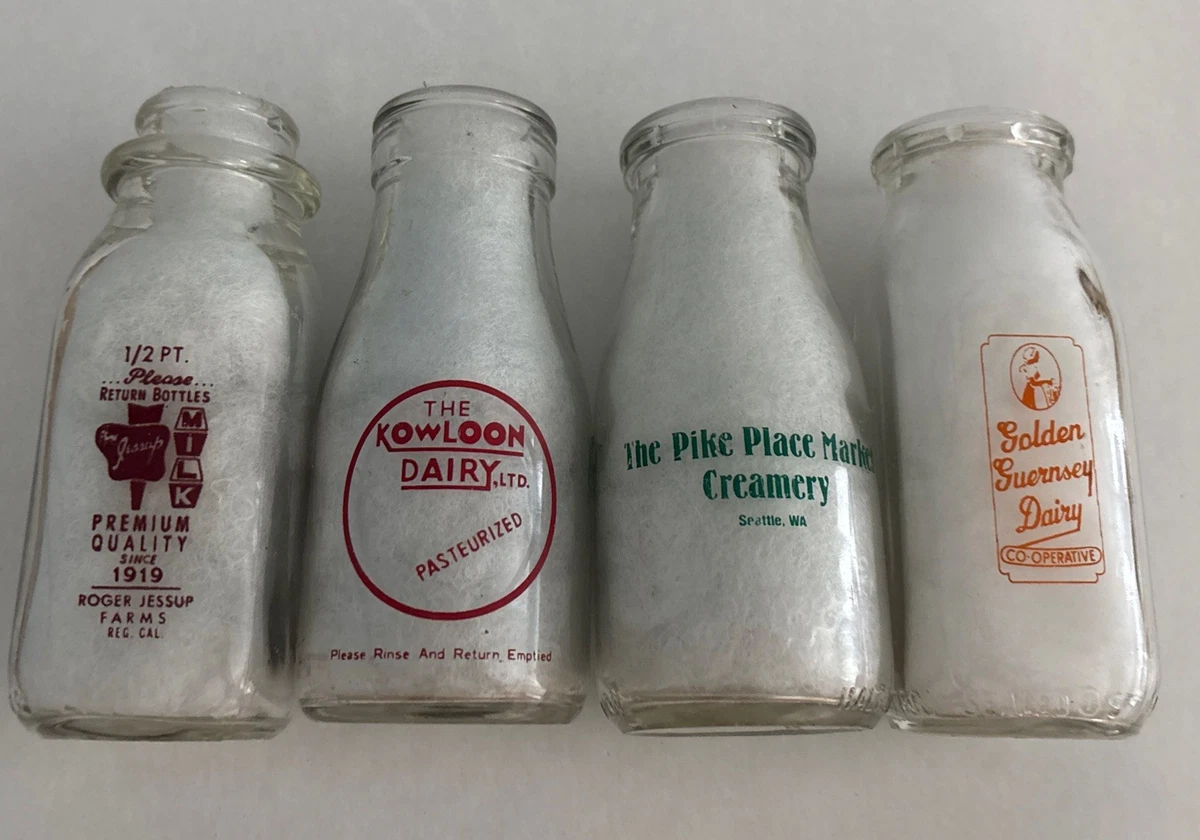 1/2 PT.
...Please...
RETURN BOTTLES
Jessup
MILK
PREMIUM
QUALITY
SINCE
1919
ROGER JESSUP
FARMS
REG. CAL.
THE
KOWLOON
DAIRY, LTD.
PASTEURIZED
Please Rinse And Return Emptied
The Pike Place Market
Creamery
Seattle, WA
Golden
Guernsey
Dairy
CO-OPERATIVE